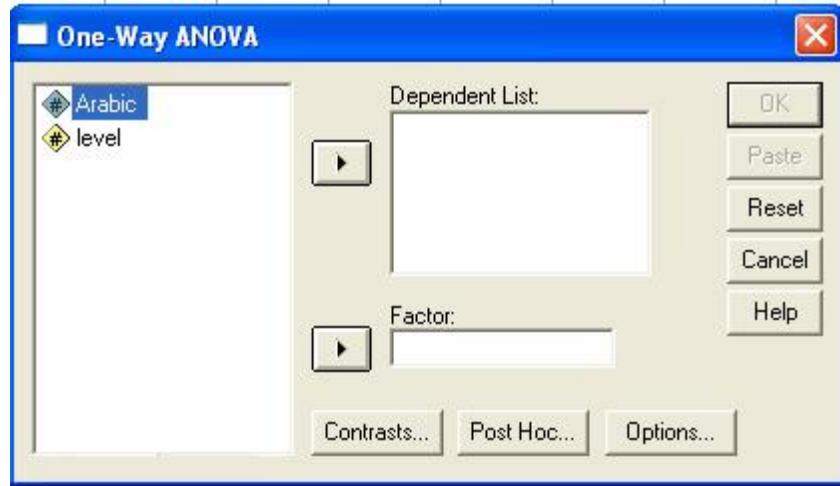 One-Way ANOVA
# Arabic
# level
Dependent List:
Factor:
OK
Paste
Reset
Cancel
Help
Contrasts...
Post Hoc...
Options...